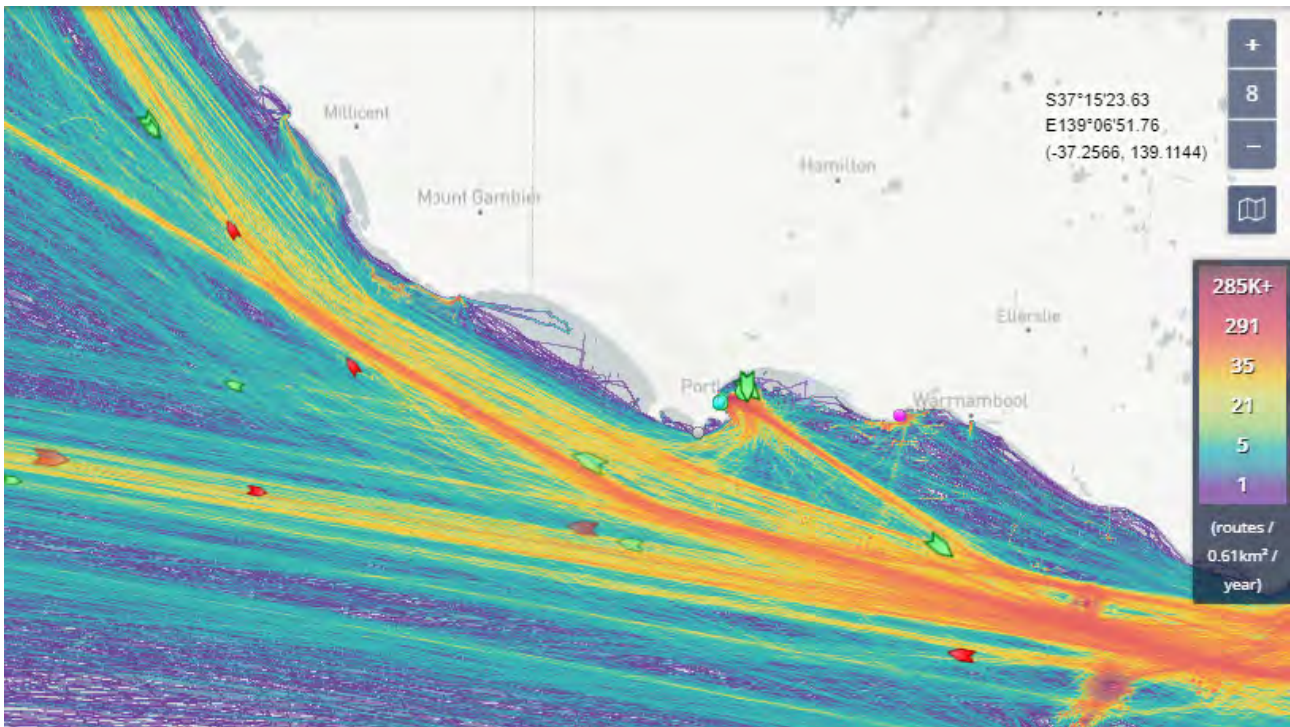 +
S37°15'23.63
8
E139°06'51.76
Millicent
(-37.2566, 139.1144)
−
Hamilton
Mount Gambier
285K+
291
Ellerslie
35
Warrnambool
21
5
1
(routes /
0.61km² /
year)